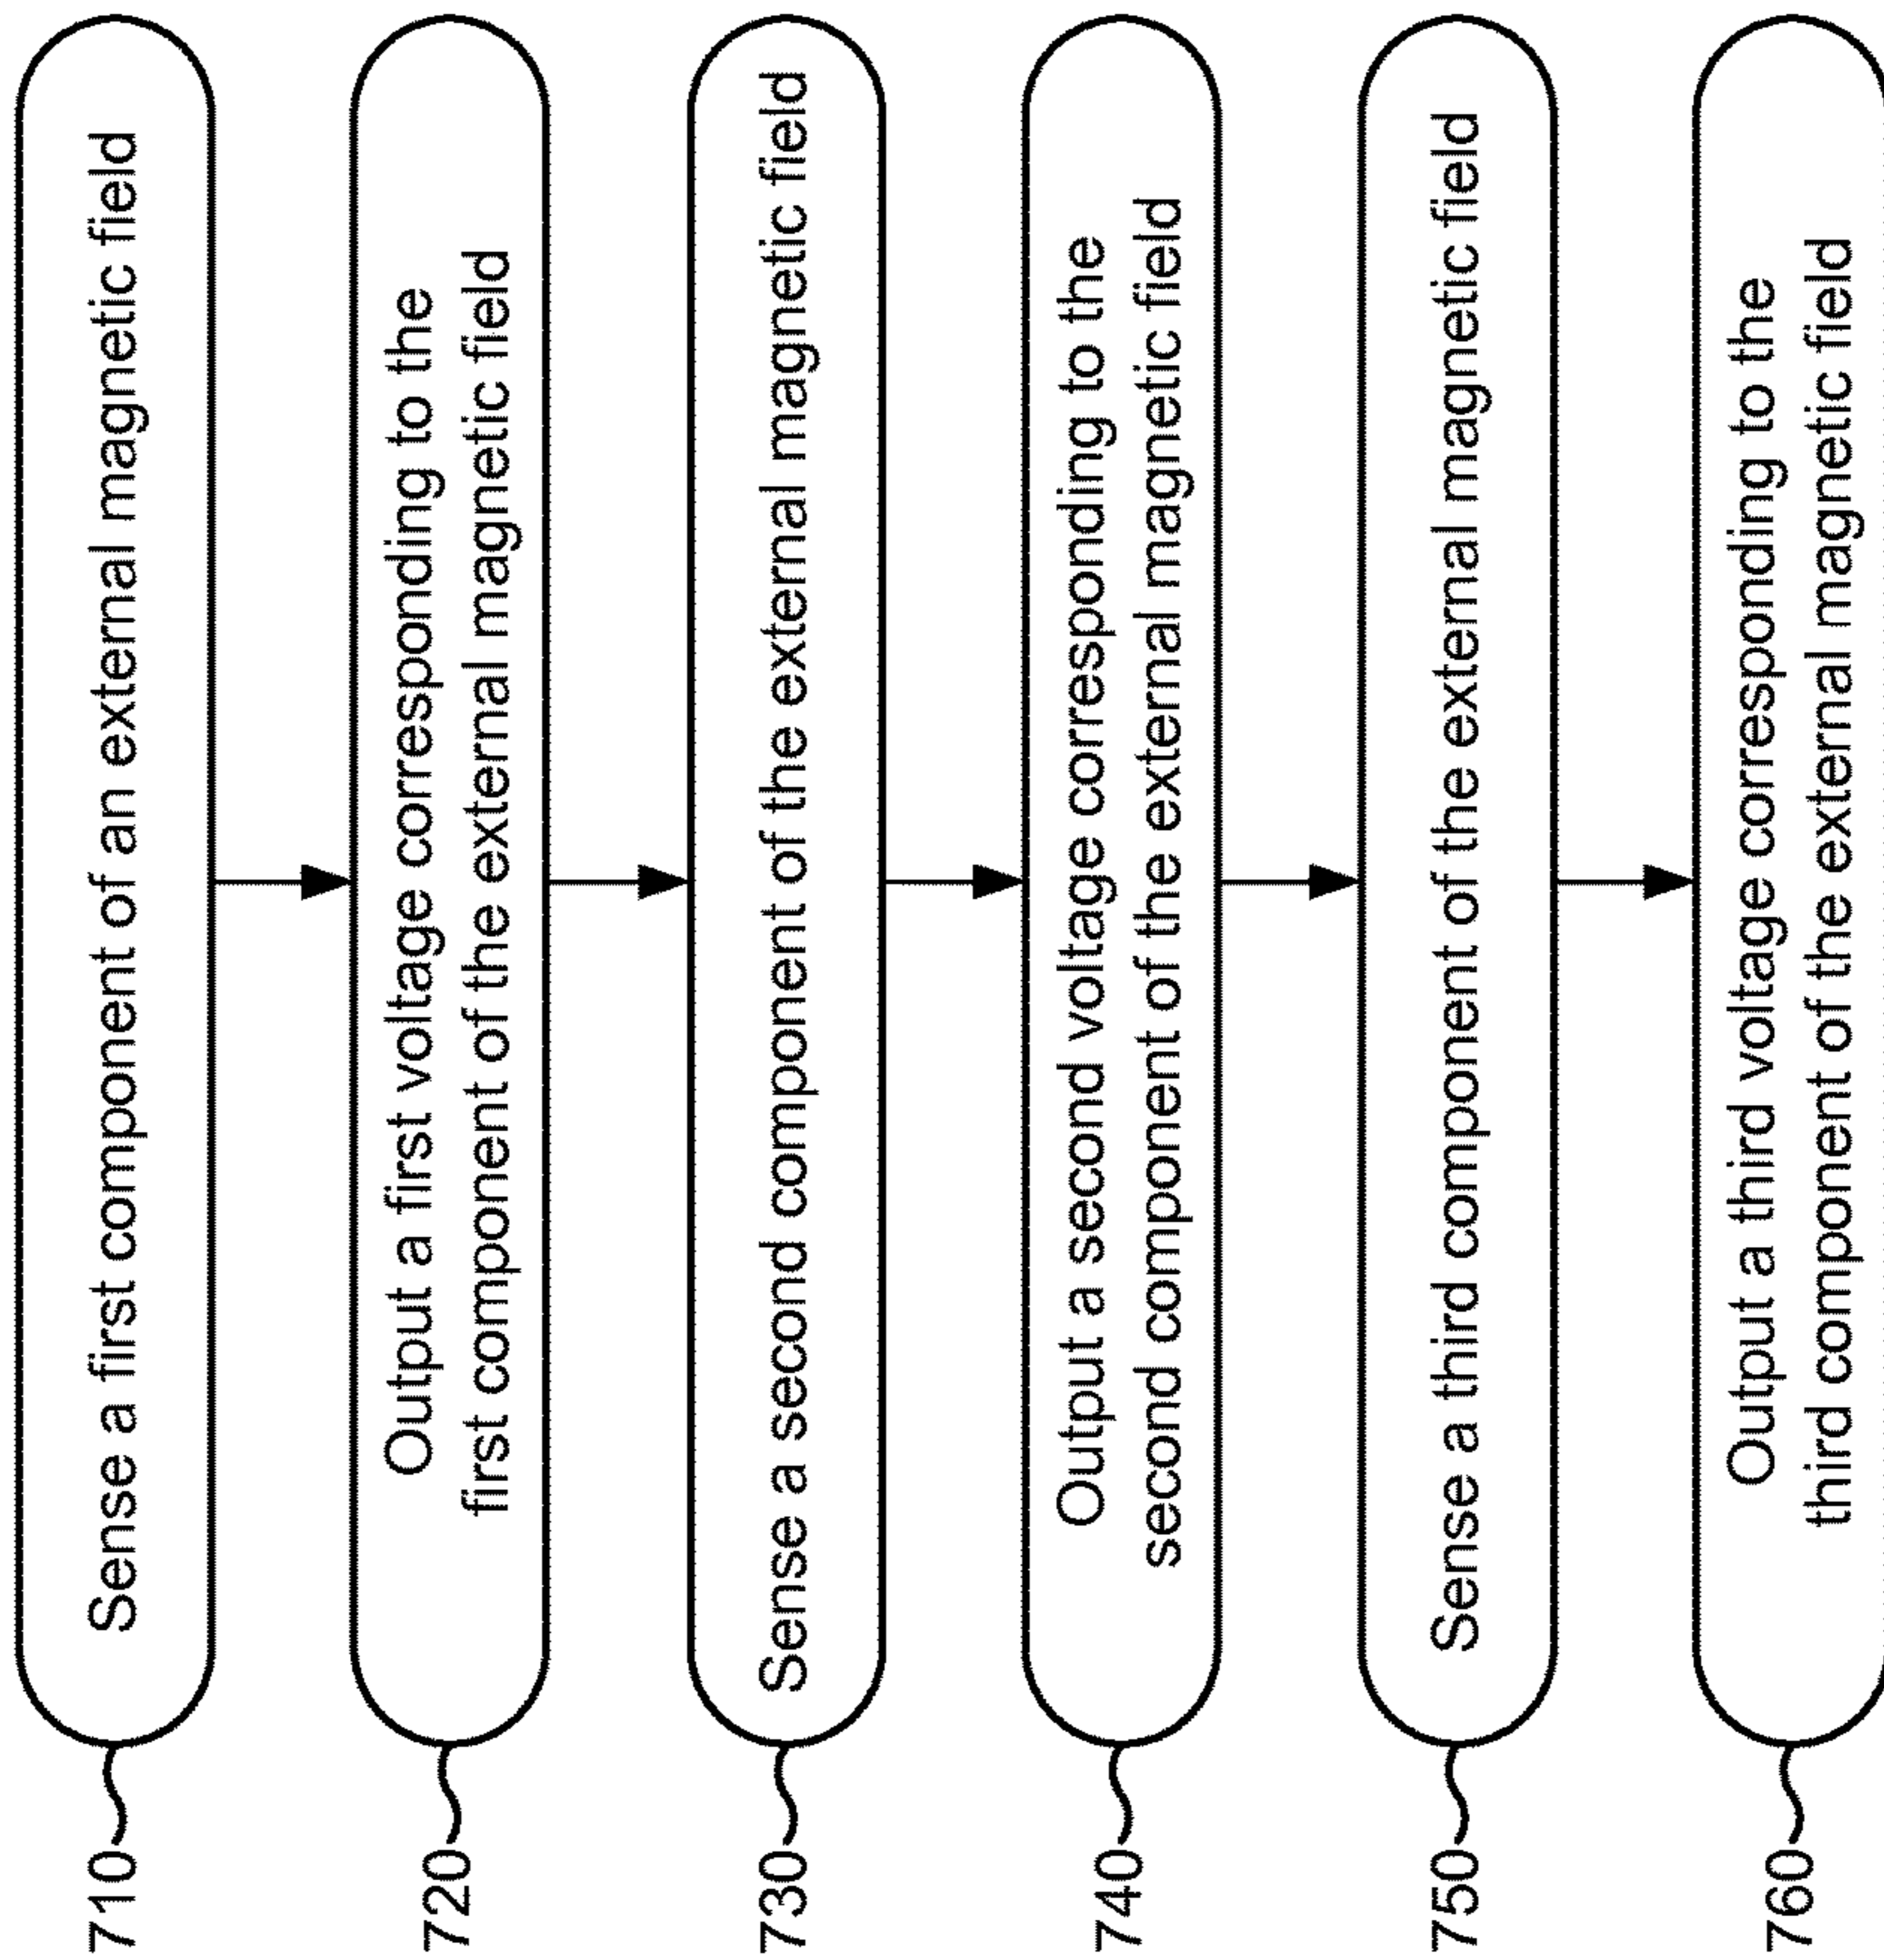 710
Sense a first component of an external magnetic field
720
Output a first voltage corresponding to the
first component of the external magnetic field
730
Sense a second component of the external magnetic field
740
Output a second voltage corresponding to the
second component of the external magnetic field
750
Sense a third component of the external magnetic field
760
Output a third voltage corresponding to the
third component of the external magnetic field